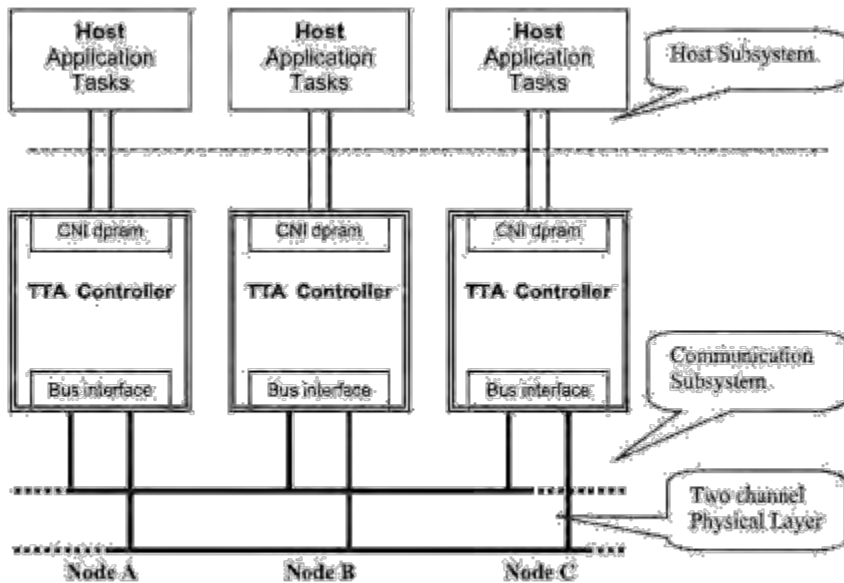 Host
Application
Tasks
Host
Application
Tasks
Host
Application
Tasks
Host Subsystem
CNI dpram
CNI dpram
CNI dpram
TTA Controller
TTA Controller
TTA Controller
Communication
Subsystem
Bus interface
Bus interface
Bus interface
Two channel
Physical Layer
Node A
Node B
Node C